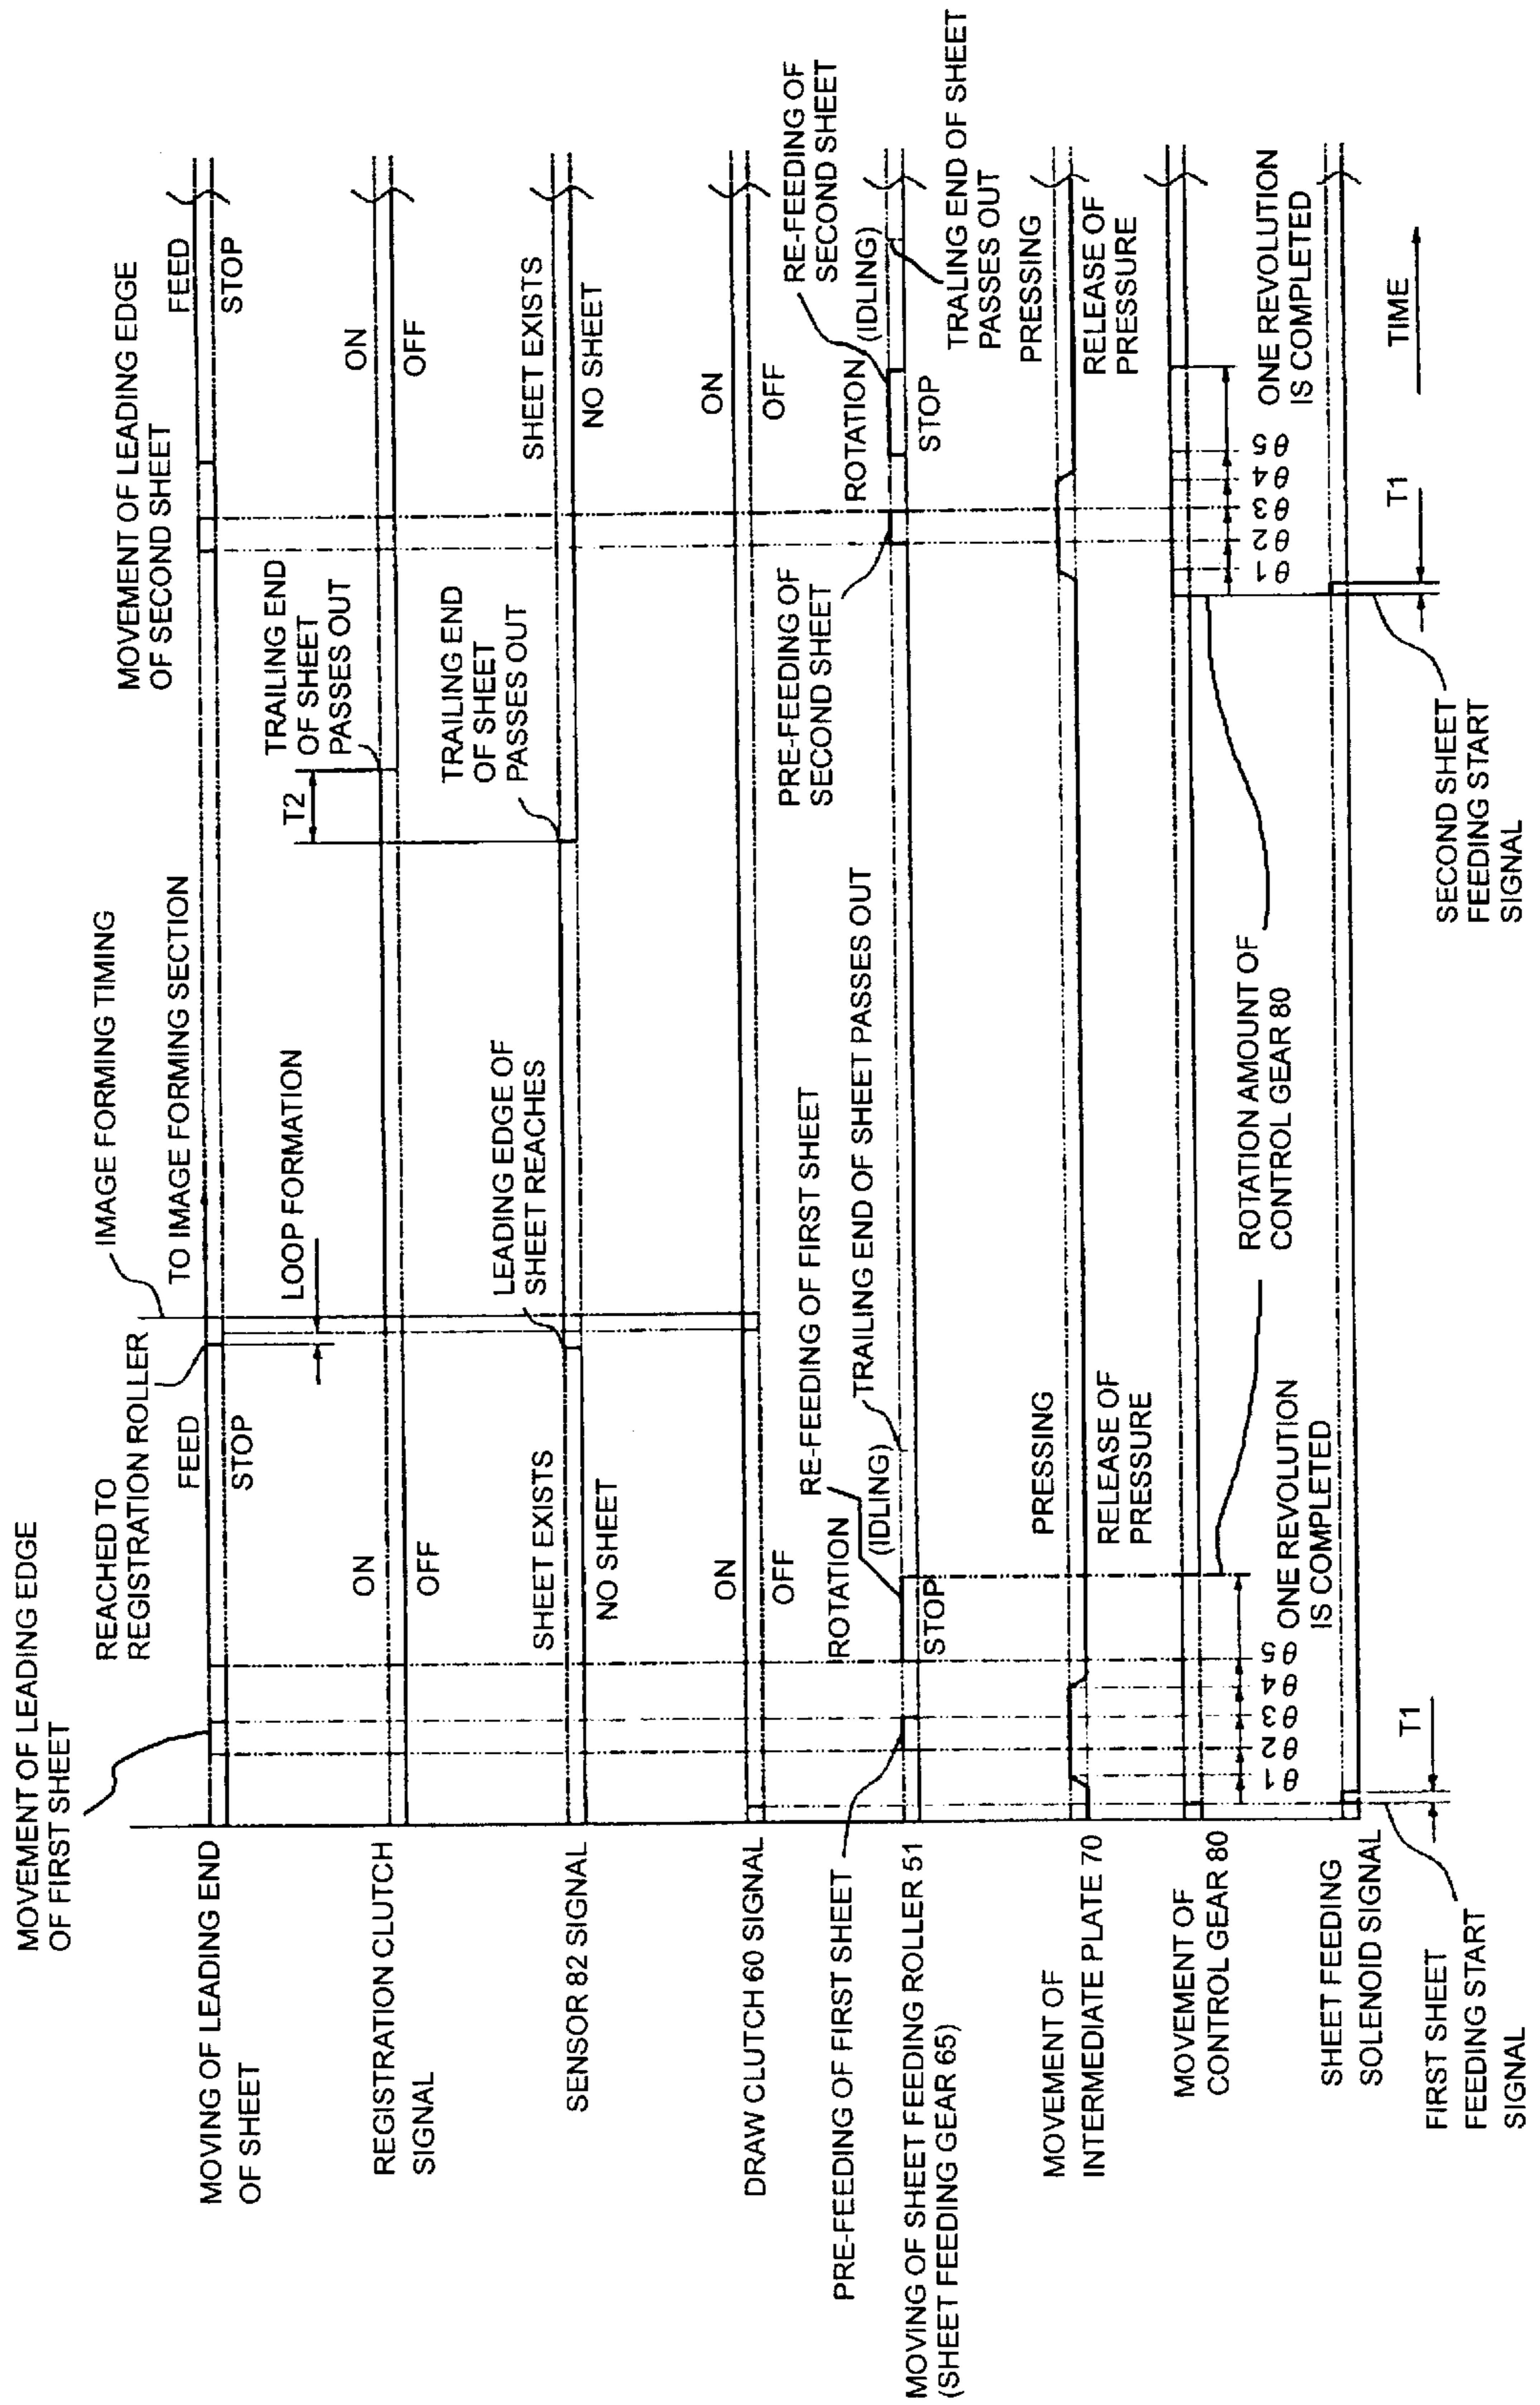 MOVEMENT OF LEADING EDGE
OF FIRST SHEET
REACHED TO
REGISTRATION ROLLER
IMAGE FORMING TIMING
TO IMAGE FORMING SECTION
MOVEMENT OF LEADING EDGE
OF SECOND SHEET
MOVING OF LEADING END
OF SHEET
FEED
STOP
FEED
STOP
LOOP FORMATION
T2
TRAILING END
OF SHEET
PASSES OUT
REGISTRATION CLUTCH
SIGNAL
ON
OFF
ON
OFF
LEADING EDGE OF
SHEET REACHES
TRAILING END
OF SHEET
PASSES OUT
SENSOR 82 SIGNAL
SHEET EXISTS
NO SHEET
SHEET EXISTS
NO SHEET
DRAW CLUTCH 60 SIGNAL
ON
OFF
ON
OFF
PRE-FEEDING OF FIRST SHEET
RE-FEEDING OF FIRST SHEET
TRAILING END OF SHEET PASSES OUT
PRE-FEEDING OF
SECOND SHEET
RE-FEEDING OF
SECOND SHEET
MOVING OF SHEET FEEDING ROLLER 51
(SHEET FEEDING GEAR 65)
ROTATION
(IDLING)
STOP
ROTATION
(IDLING)
STOP
TRALING END OF SHEET
PASSES OUT
MOVEMENT OF
INTERMEDIATE PLATE 70
PRESSING
RELEASE OF
PRESSURE
PRESSING
RELEASE OF
PRESSURE
MOVEMENT OF
CONTROL GEAR 80
θ1 θ2 θ3 θ4 θ5
ONE REVOLUTION
IS COMPLETED
ROTATION AMOUNT OF
CONTROL GEAR 80
θ1 θ2 θ3 θ4 θ5
ONE REVOLUTION
IS COMPLETED
SHEET FEEDING
SOLENOID SIGNAL
T1
T1
TIME
FIRST SHEET
FEEDING START
SIGNAL
SECOND SHEET
FEEDING START
SIGNAL